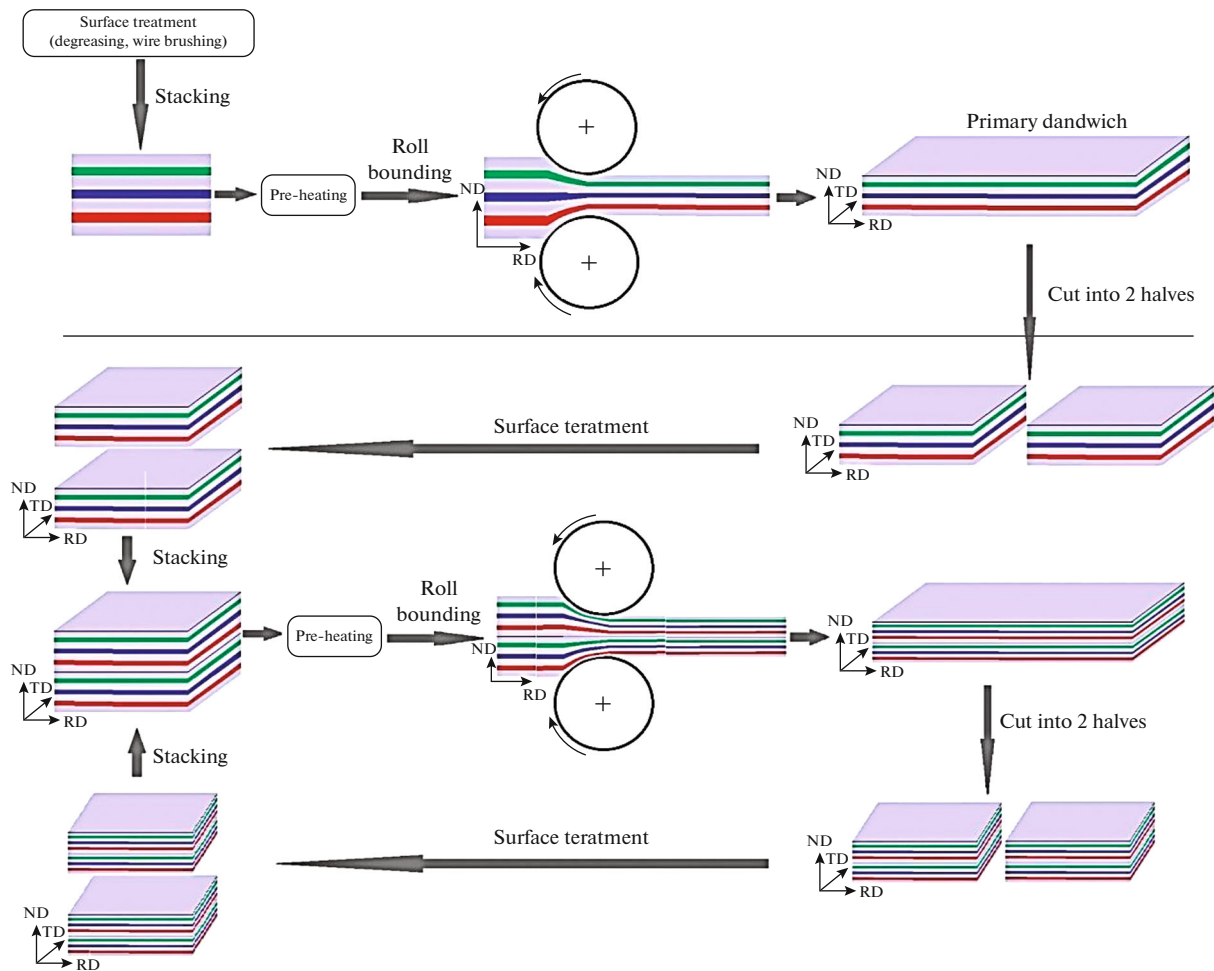 Surface treatment
(degreasing, wire brushing)
Stacking
Pre-heating
Roll
bounding
ND
RD
Primary dandwich
ND
TD
RD
Cut into 2 halves
Surface teratment
ND
TD
RD
ND
TD
RD
Stacking
ND
TD
RD
Pre-heating
Roll
bounding
ND
RD
ND
TD
RD
Cut into 2 halves
Stacking
Surface teratment
ND
TD
RD
ND
TD
RD